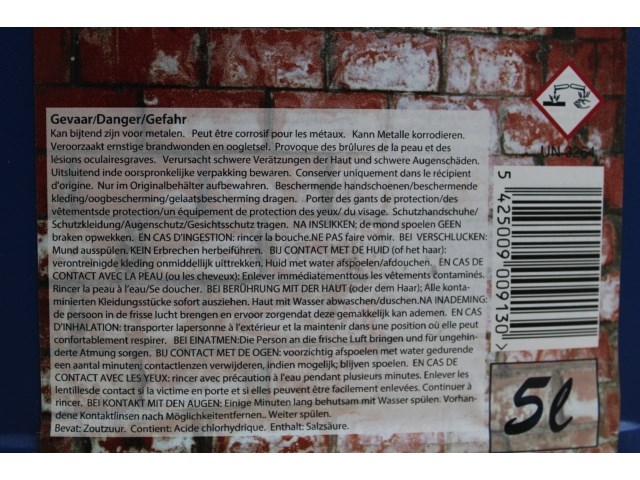 Gevaar/Danger/Gefahr
Kan bijtend zijn voor metalen. Peut être corrosif pour les métaux. Kann Metalle korrodieren.
Veroorzaakt ernstige brandwonden en oogletsel. Provoque des brûlures de la peau et des
lésions oculairesgraves. Verursacht schwere Verätzungen der Haut und schwere Augenschäden.
Uitsluitend inde oorspronkelijke verpakking bewaren. Conserver uniquement dans le récipient
d'origine. Nur im Originalbehälter aufbewahren. Beschermende handschoenen/beschermende
kleding/oogbescherming/gelaatsbescherming dragen. Porter des gants de protection/des
vêtementsde protection/un équipement de protection des yeux/ du visage. Schutzhandschuhe/
Schutzkleidung/Augenschutz/Gesichtsschutz tragen. NA INSLIKKEN: de mond spoelen GEEN
braken opwekken. EN CAS D'INGESTION: rincer la bouche.NE PAS faire vomir. BEI VERSCHLUCKEN:
Mund ausspülen. KEIN Erbrechen herbeiführen. BIJ CONTACT MET DE HUID (of het haar):
verontreinigde kleding onmiddellijk uittrekken. Huid met water afspoelen/afdouchen. EN CAS DE
CONTACT AVEC LA PEAU (ou les cheveux): Enlever immédiatementtous les vêtements contaminés.
Rincer la peau à l'eau/Se doucher. BEI BERÜHRUNG MIT DER HAUT (oder dem Haar): Alle konta-
minierten Kleidungsstücke sofort ausziehen. Haut mit Wasser abwaschen/duschen.NA INADEMING:
de persoon in de frisse lucht brengen en ervoor zorgendat deze gemakkelijk kan ademen. EN CAS
D'INHALATION: transporter lapersonne à l'extérieur et la maintenir dans une position où elle peut
confortablement respirer. BEI EINATMEN:Die Person an die frische Luft bringen und für ungehin-
derte Atmung sorgen. BIJ CONTACT MET DE OGEN: voorzichtig afspoelen met water gedurende
een aantal minuten; contactlenzen verwijderen, indien mogelijk; blijven spoelen. EN CAS DE
CONTACT AVEC LES YEUX: rincer avec précaution à l'eau pendant plusieurs minutes. Enlever les
lentillesde contact si la victime en porte et si elles peuvent être facilement enlevées. Continuer à
rincer. BEI KONTAKT MIT DEN AUGEN: Einige Minuten lang behutsam mit Wasser spülen. Vorhan-
dene Kontaktlinsen nach Möglichkeitentfernen.. Weiter spülen.
Bevat: Zoutzuur. Contient: Acide chlorhydrique. Enthalt: Salzsäure.
UN 3264
5 425009 009130 >
5l